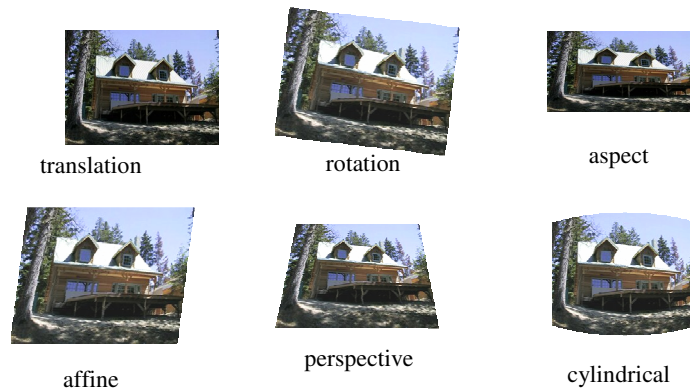 translation
rotation
aspect
affine
perspective
cylindrical